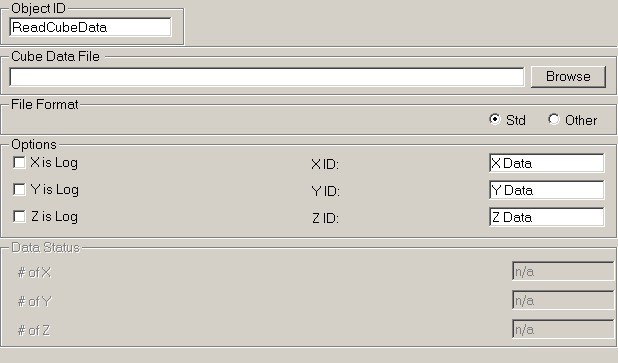 Object ID
ReadCubeData
Cube Data File
Browse
File Format
Std Other
Options
X is Log X ID: X Data
Y is Log Y ID: Y Data
Z is Log Z ID: Z Data
Data Status
# of X n/a
# of Y n/a
# of Z n/a